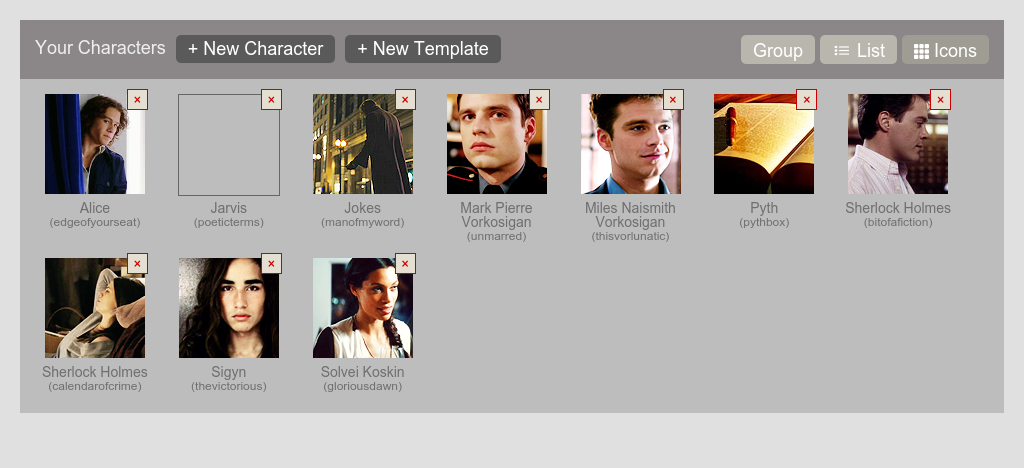 Your Characters + New Character + New Template Group List Icons
× × × × × × ×
Alice Jarvis Jokes Mark Pierre Miles Naismith Pyth Sherlock Holmes
(edgeofyourseat) (poeticterms) (manofmyword) Vorkosigan Vorkosigan (pythbox) (bitofafiction)
(unmarred) (thisvorlunatic)
× × ×
Sherlock Holmes Sigyn Solvei Koskin
(calendarofcrime) (thevictorious) (gloriousdawn)